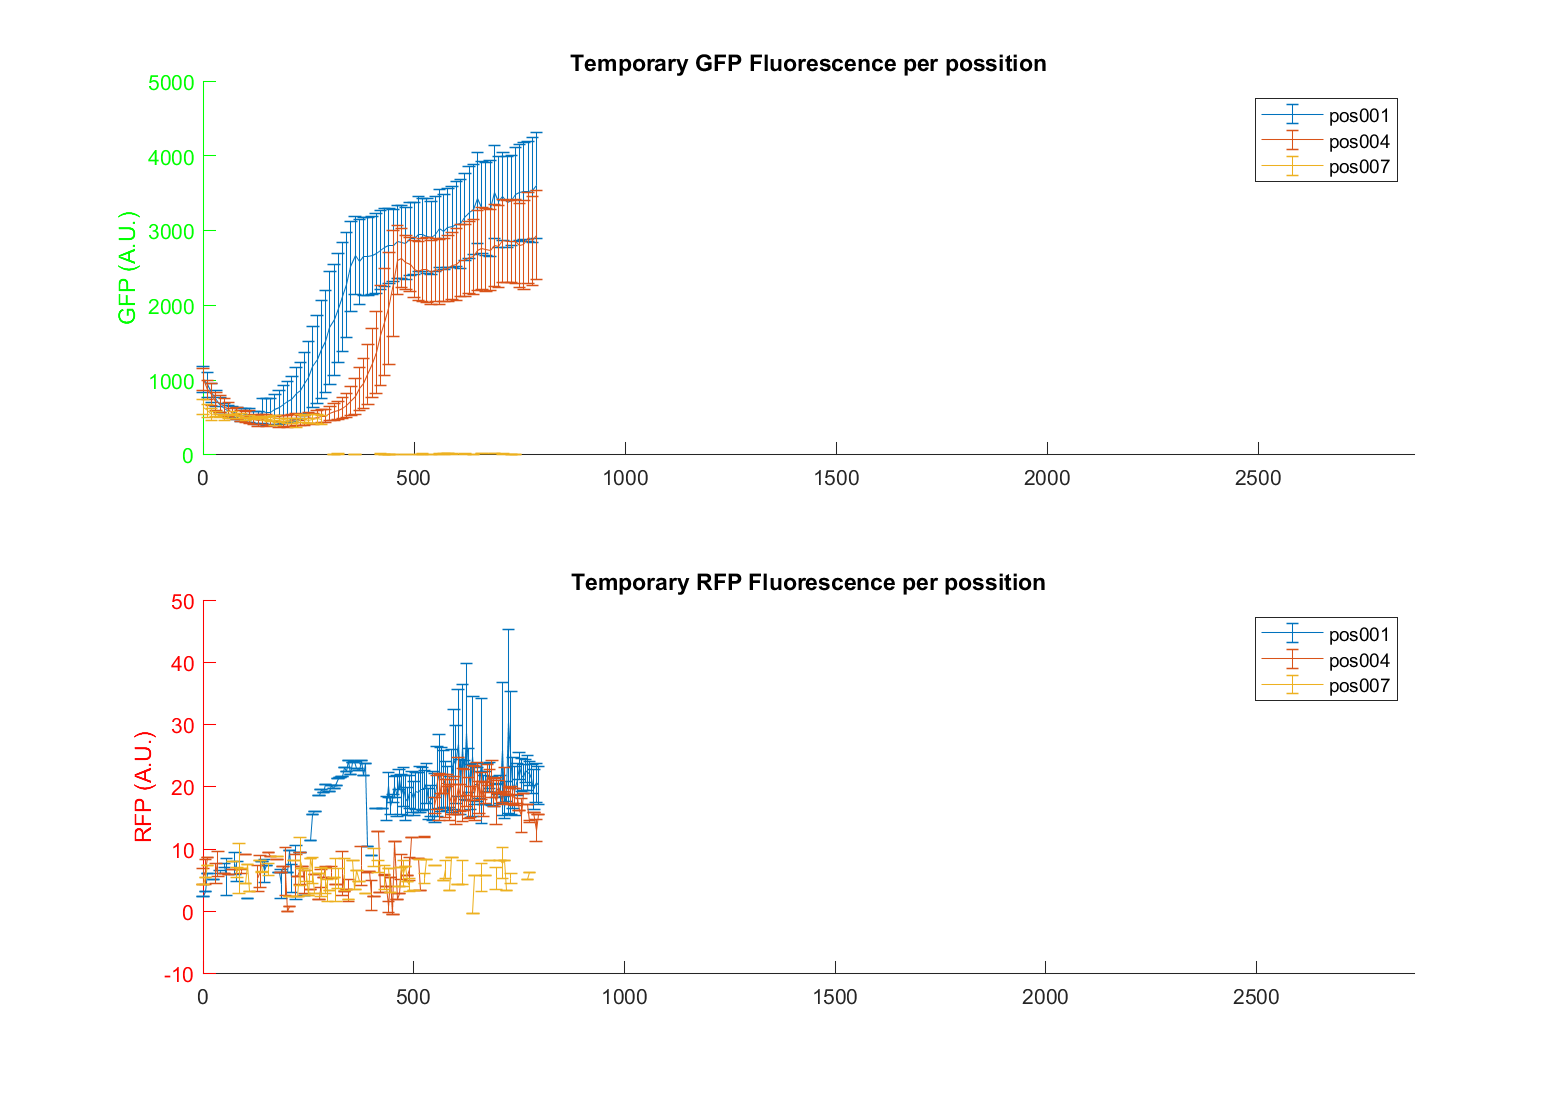 Temporary GFP Fluorescence per possition
5000
4000
3000
2000
1000
0
GFP (A.U.)
0 500 1000 1500 2000 2500
pos001
pos004
pos007
Temporary RFP Fluorescence per possition
50
40
30
20
10
0
-10
RFP (A.U.)
0 500 1000 1500 2000 2500
pos001
pos004
pos007